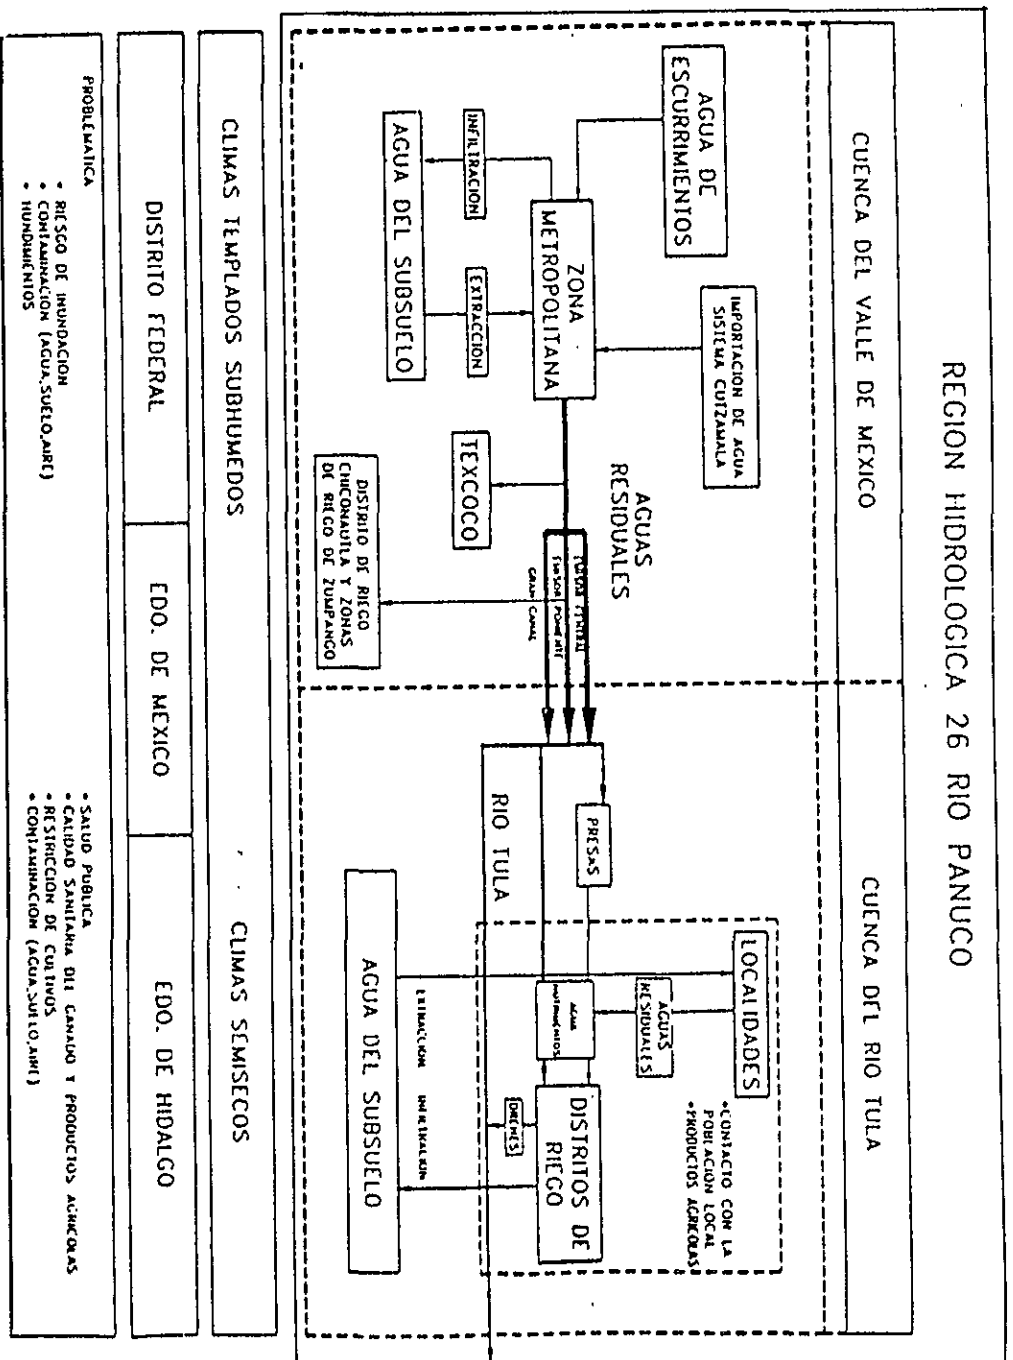 REGION HIDROLOGICA 26 RIO PANUCO
CUENCA DEL VALLE DE MEXICO
CUENCA DEL RIO TULA
AGUA DE
ESCURRIMIENTOS
IMPORTACION DE AGUA
SISTEMA CUTZAMALA
ZONA
METROPOLITANA
INFILTRACION
EXTRACCION
AGUA DEL SUBSUELO
AGUAS
RESIDUALES
TEXCOCO
GRAN CANAL
DISTRITO DE RIEGO
CHICONAUTLA Y ZONAS
DE RIEGO DE ZUMPANGO
PRESAS
RIO TULA
LOCALIDADES
AGUAS
RESIDUALES
AGUA
NUTRIMENTOS
•CONTACTO CON LA
POBLACION LOCAL
•PRODUCTOS AGRICOLAS
DISTRITOS DE
RIEGO
DRENES
EXTRACCION
INFILTRACION
AGUA DEL SUBSUELO
CLIMAS TEMPLADOS SUBHUMEDOS
CLIMAS SEMISECOS
DISTRITO FEDERAL
EDO. DE MEXICO
EDO. DE HIDALGO
PROBLEMATICA
• RIESGO DE INUNDACION
• CONTAMINACION (AGUA,SUELO,AIRE)
• HUNDIMIENTOS
• SALUD PUBLICA
• CALIDAD SANITARIA DEL GANADO Y PRODUCTOS AGRICOLAS
• RESTRICCIÓN DE CULTIVOS
• CONTAMINACION (AGUA,SUELO,AIRE)